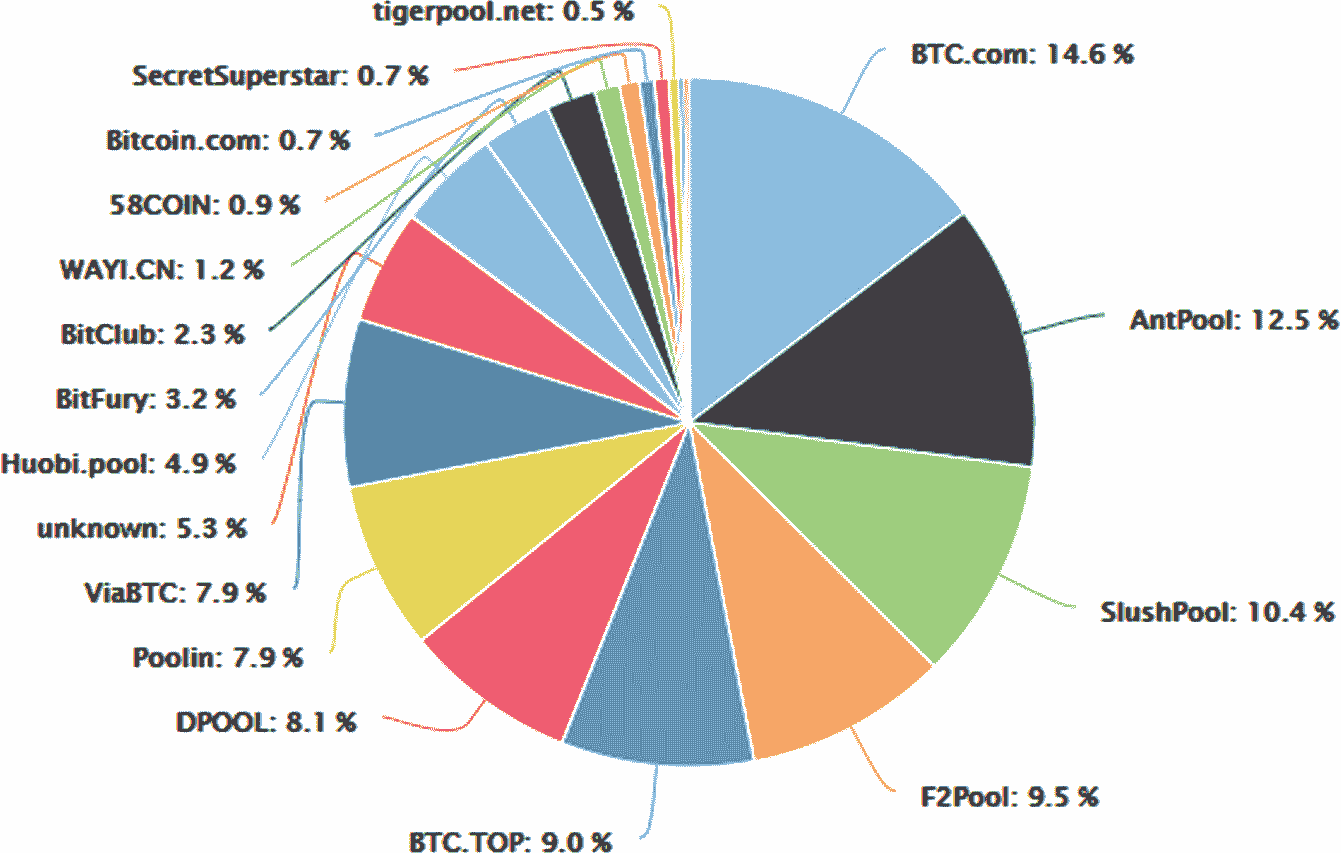 tigerpool.net: 0.5 %
BTC.com: 14.6 %
SecretSuperstar: 0.7 %
Bitcoin.com: 0.7 %
58COIN: 0.9 %
WAYI.CN: 1.2 %
AntPool: 12.5 %
BitClub: 2.3 %
BitFury: 3.2 %
Huobi.pool: 4.9 %
unknown: 5.3 %
ViaBTC: 7.9 %
SlushPool: 10.4 %
Poolin: 7.9 %
DPOOL: 8.1 %
F2Pool: 9.5 %
BTC.TOP: 9.0 %